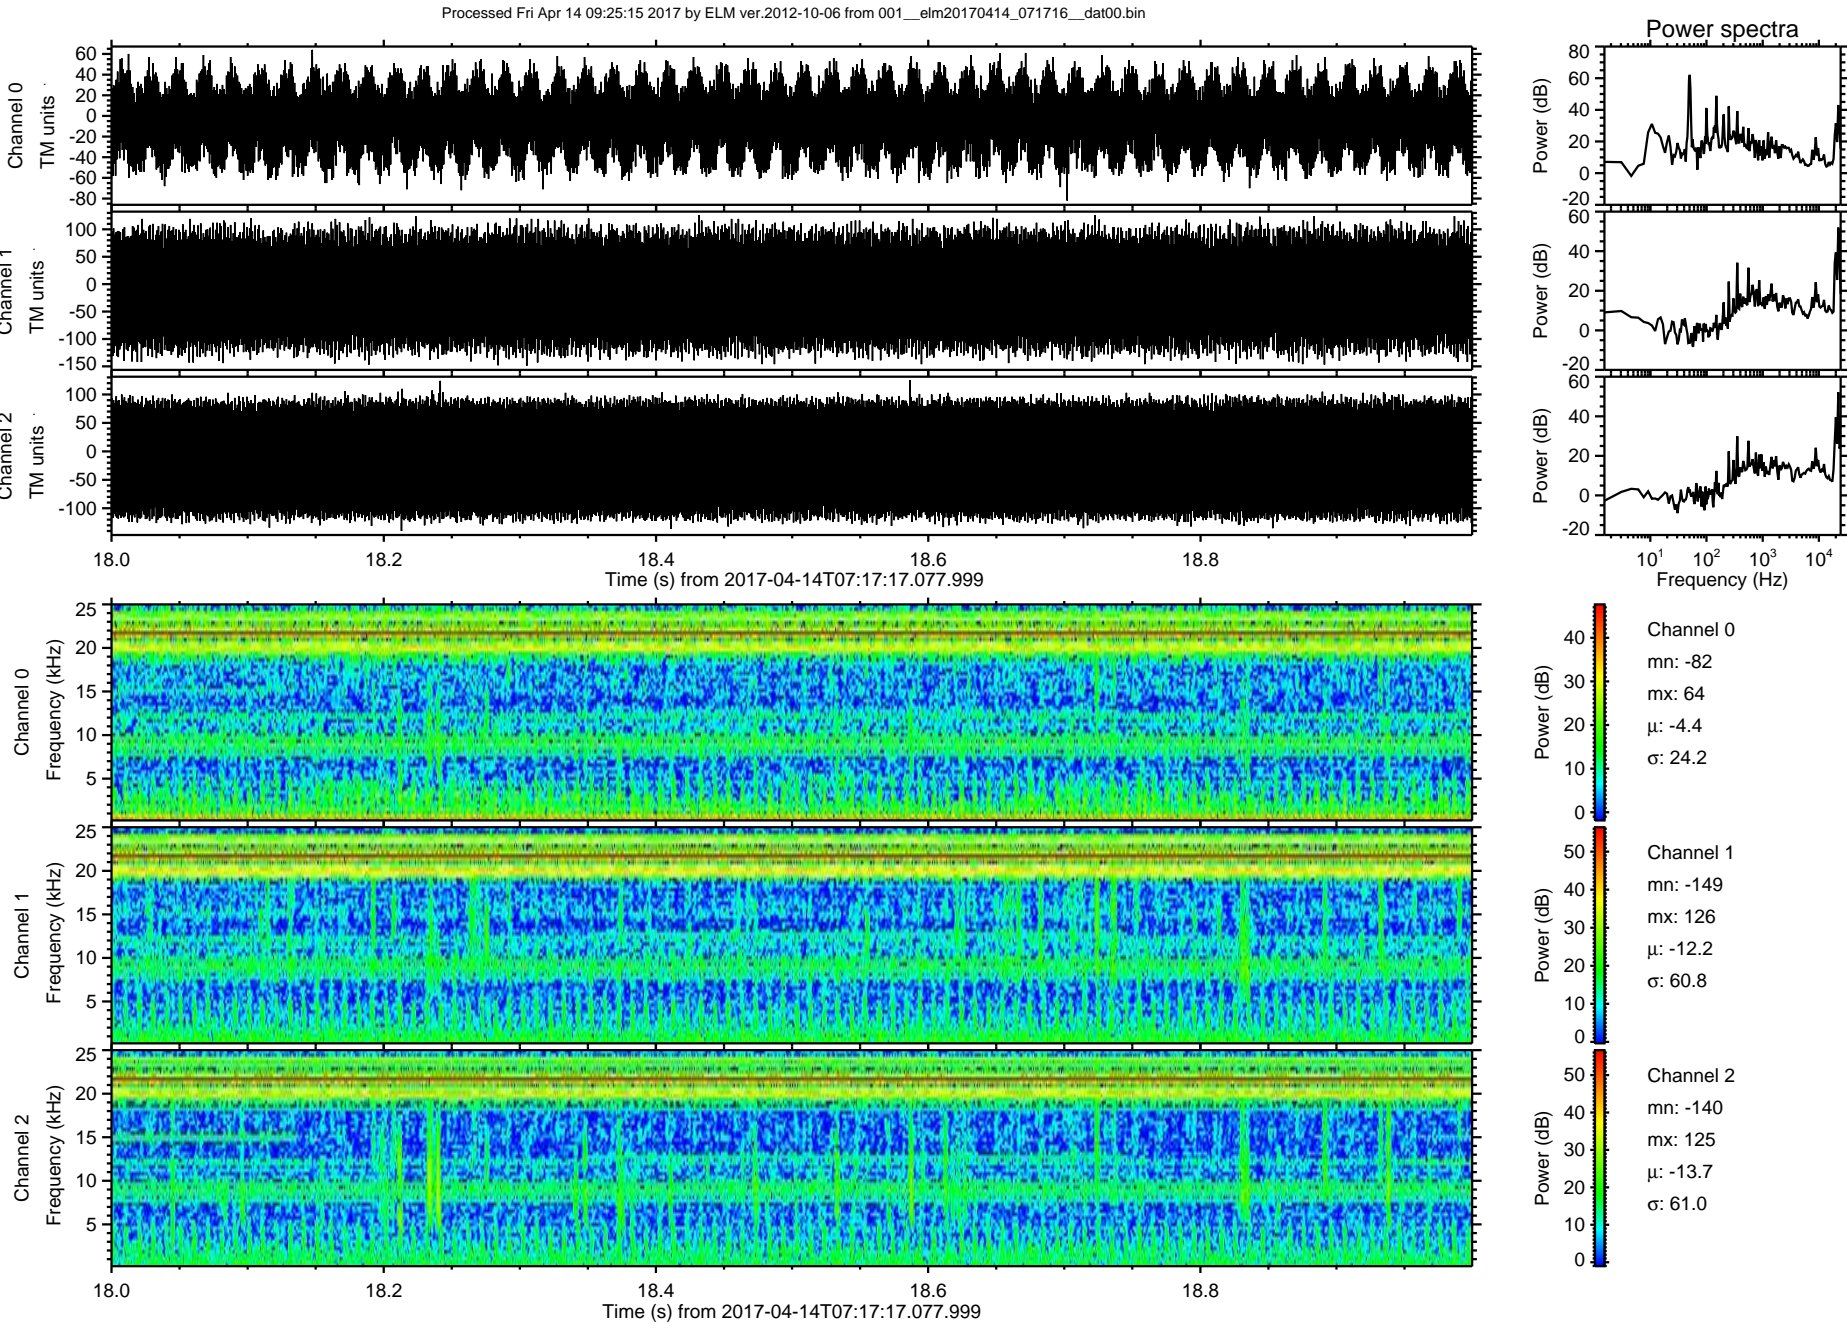 Processed Fri Apr 14 09:25:15 2017 by ELM ver.2012-10-06 from 001__elm20170414_071716__dat00.bin
Power spectra
Channel 0
TM units
60
40
20
0
-20
-40
-60
-80
Power (dB)
80
60
40
20
0
-20
Channel 1
TM units
100
50
0
-50
-100
-150
Power (dB)
60
40
20
0
-20
Channel 2
TM units
100
50
0
-50
-100
Power (dB)
60
40
20
0
-20
18.0 18.2 18.4 18.6 18.8
Time (s) from 2017-04-14T07:17:17.077.999
10¹ 10² 10³ 10⁴
Frequency (Hz)
Channel 0
Frequency (kHz)
25
20
15
10
5
Power (dB)
40
30
20
10
0
Channel 0
mn: -82
mx: 64
μ: -4.4
σ: 24.2
Channel 1
Frequency (kHz)
25
20
15
10
5
Power (dB)
50
40
30
20
10
0
Channel 1
mn: -149
mx: 126
μ: -12.2
σ: 60.8
Channel 2
Frequency (kHz)
25
20
15
10
5
Power (dB)
50
40
30
20
10
0
Channel 2
mn: -140
mx: 125
μ: -13.7
σ: 61.0
18.0 18.2 18.4 18.6 18.8
Time (s) from 2017-04-14T07:17:17.077.999